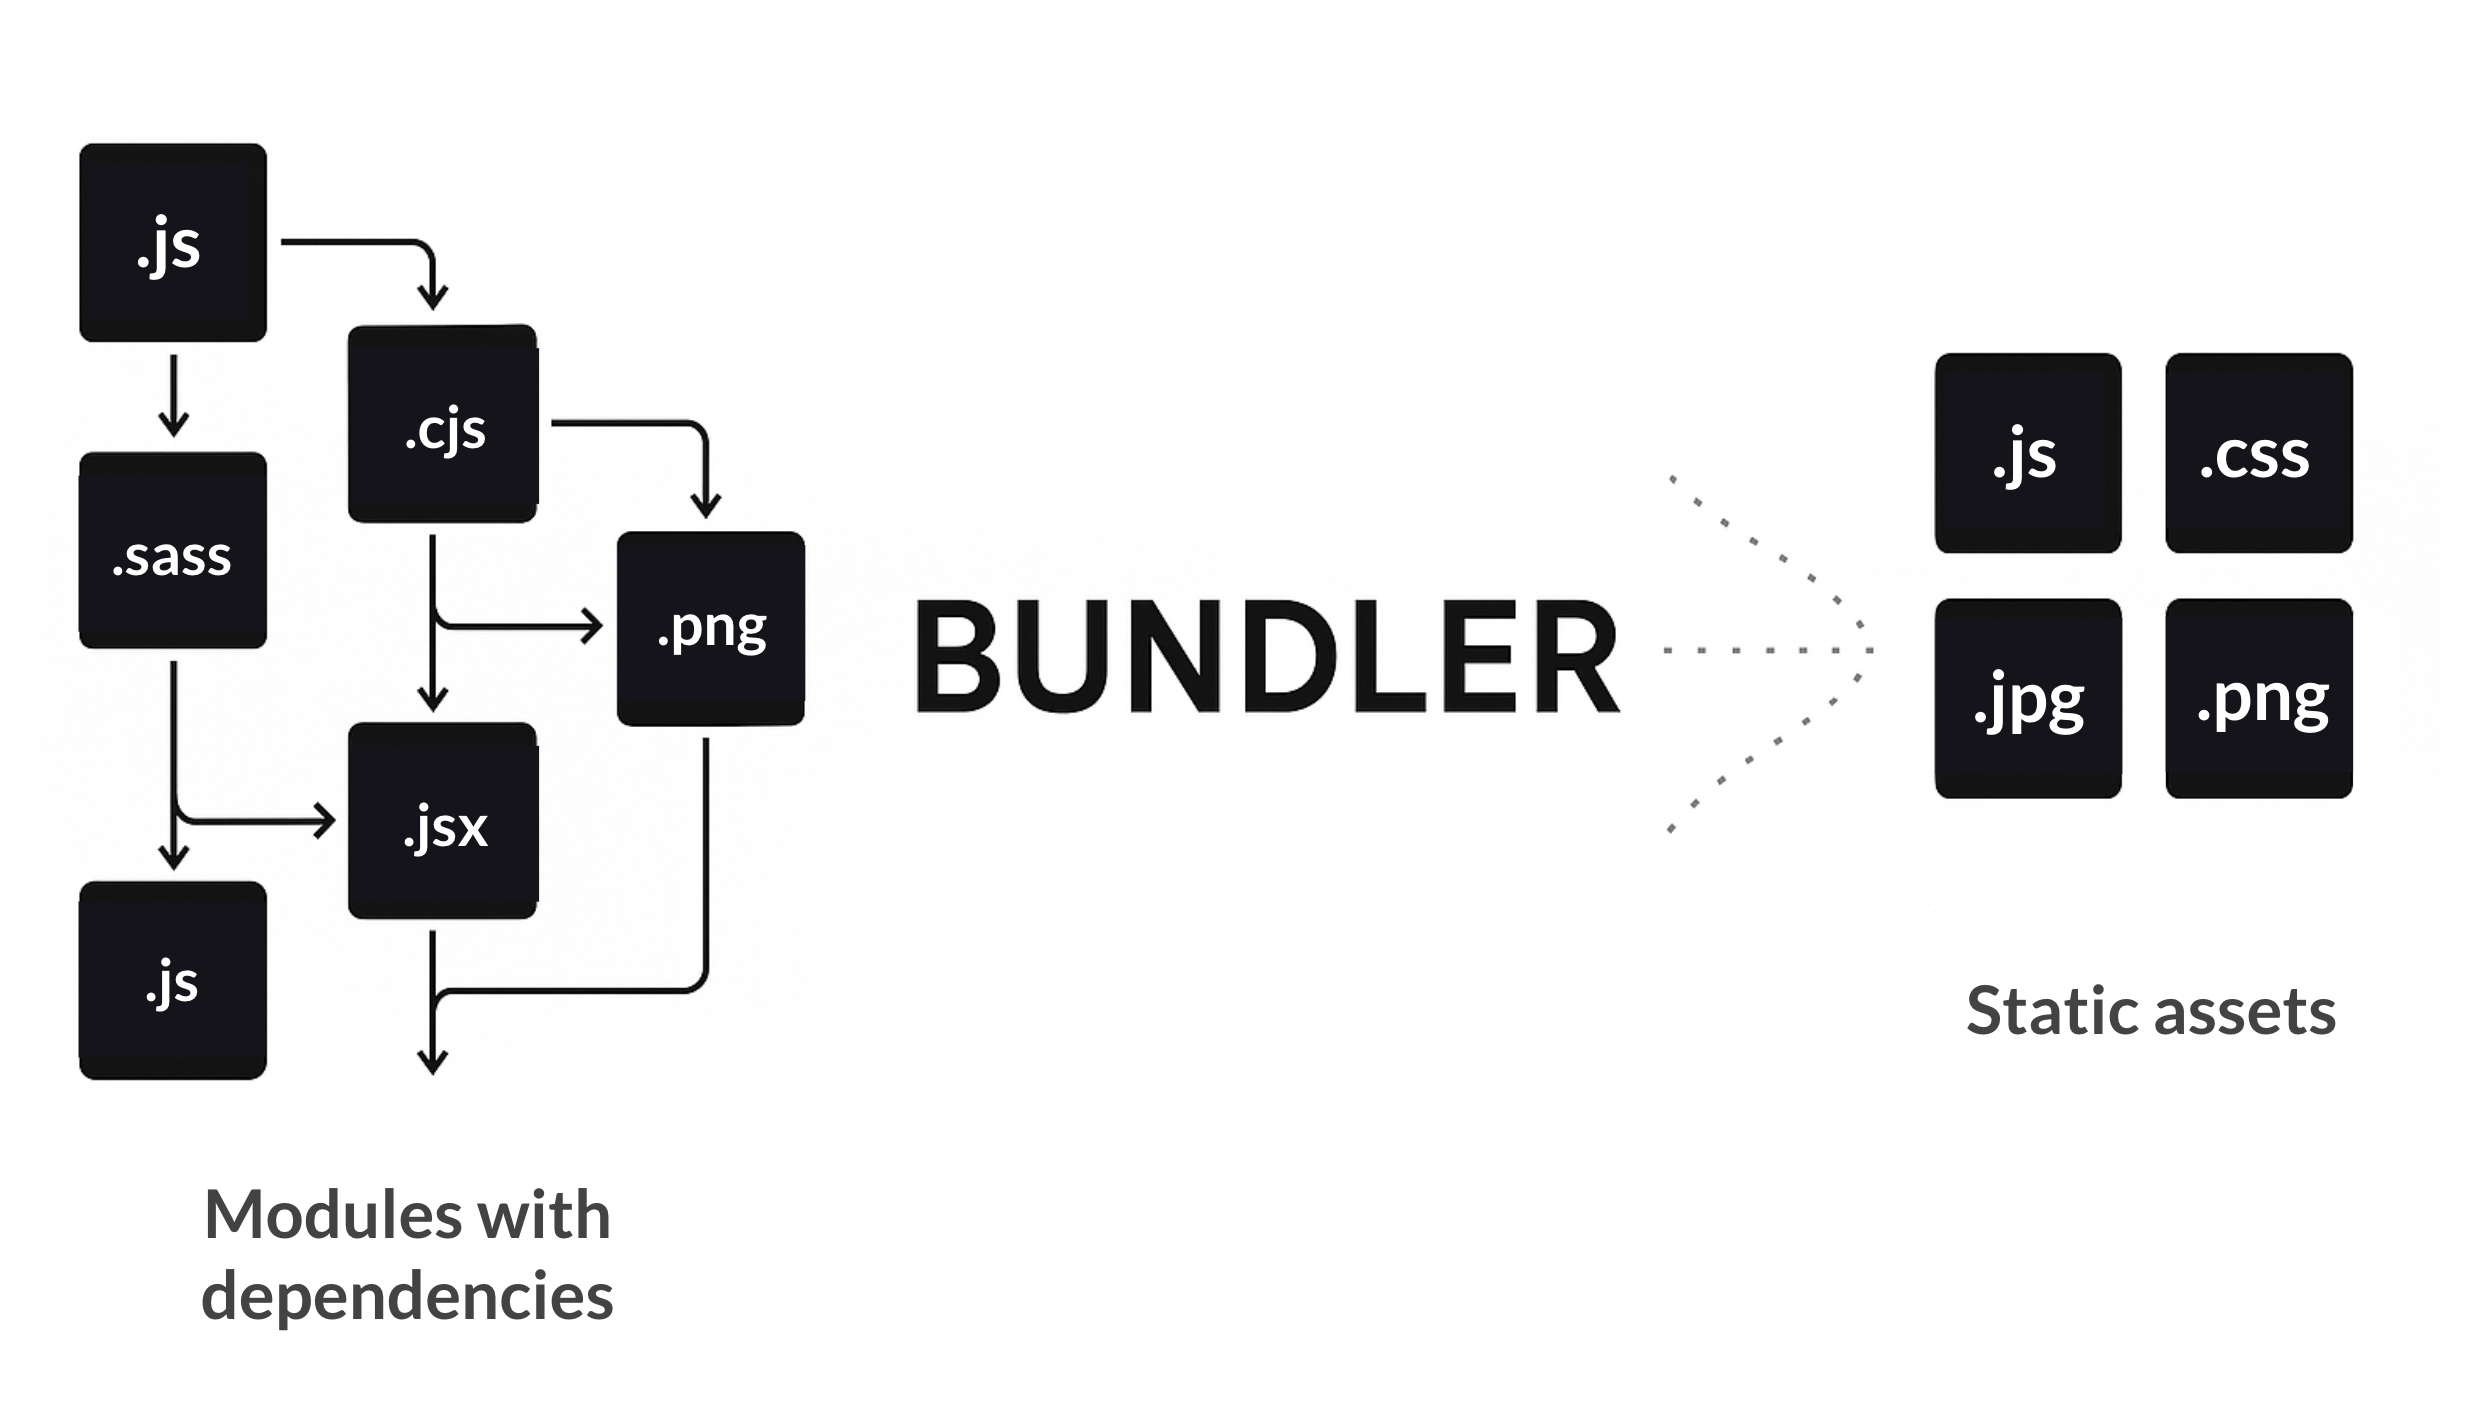 .js
.cjs
.sass
.png
.jsx
.js
Modules with
dependencies
BUNDLER
.js
.css
.jpg
.png
Static assets